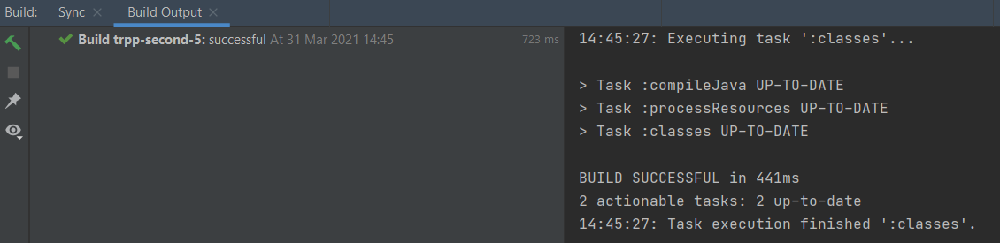 Build: Sync × Build Output ×
Build trpp-second-5: successful At 31 Mar 2021 14:45 723 ms
14:45:27: Executing task ':classes'...
> Task :compileJava UP-TO-DATE
> Task :processResources UP-TO-DATE
> Task :classes UP-TO-DATE
BUILD SUCCESSFUL in 441ms
2 actionable tasks: 2 up-to-date
14:45:27: Task execution finished ':classes'.